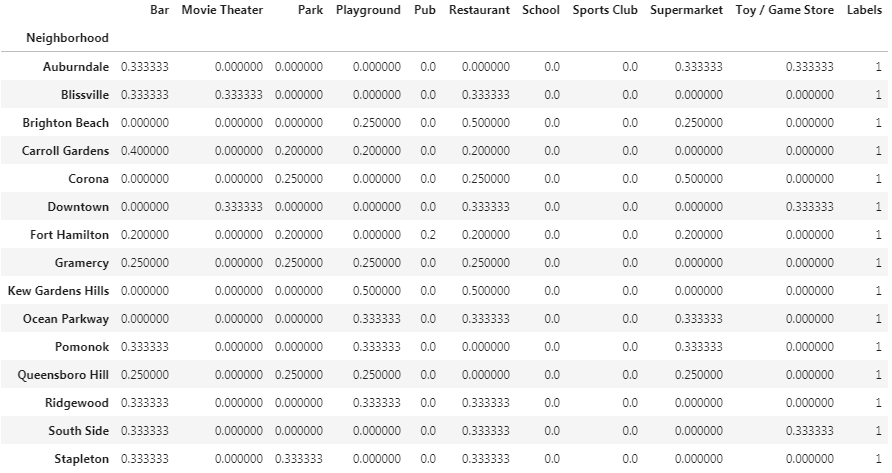 Bar Movie Theater Park Playground Pub Restaurant School Sports Club Supermarket Toy / Game Store Labels
Neighborhood
Auburndale 0.333333 0.000000 0.000000 0.000000 0.0 0.000000 0.0 0.0 0.333333 0.333333 1
Blissville 0.333333 0.333333 0.000000 0.000000 0.0 0.333333 0.0 0.0 0.000000 0.000000 1
Brighton Beach 0.000000 0.000000 0.000000 0.250000 0.0 0.500000 0.0 0.0 0.250000 0.000000 1
Carroll Gardens 0.400000 0.000000 0.200000 0.200000 0.0 0.200000 0.0 0.0 0.000000 0.000000 1
Corona 0.000000 0.000000 0.250000 0.000000 0.0 0.250000 0.0 0.0 0.500000 0.000000 1
Downtown 0.000000 0.333333 0.000000 0.000000 0.0 0.333333 0.0 0.0 0.000000 0.333333 1
Fort Hamilton 0.200000 0.000000 0.200000 0.000000 0.2 0.200000 0.0 0.0 0.200000 0.000000 1
Gramercy 0.250000 0.000000 0.250000 0.250000 0.0 0.250000 0.0 0.0 0.000000 0.000000 1
Kew Gardens Hills 0.000000 0.000000 0.000000 0.500000 0.0 0.500000 0.0 0.0 0.000000 0.000000 1
Ocean Parkway 0.000000 0.000000 0.000000 0.333333 0.0 0.333333 0.0 0.0 0.333333 0.000000 1
Pomonok 0.333333 0.000000 0.000000 0.333333 0.0 0.000000 0.0 0.0 0.333333 0.000000 1
Queensboro Hill 0.250000 0.000000 0.250000 0.250000 0.0 0.000000 0.0 0.0 0.250000 0.000000 1
Ridgewood 0.333333 0.000000 0.000000 0.333333 0.0 0.333333 0.0 0.0 0.000000 0.000000 1
South Side 0.333333 0.000000 0.000000 0.000000 0.0 0.333333 0.0 0.0 0.000000 0.333333 1
Stapleton 0.333333 0.000000 0.333333 0.000000 0.0 0.333333 0.0 0.0 0.000000 0.000000 1